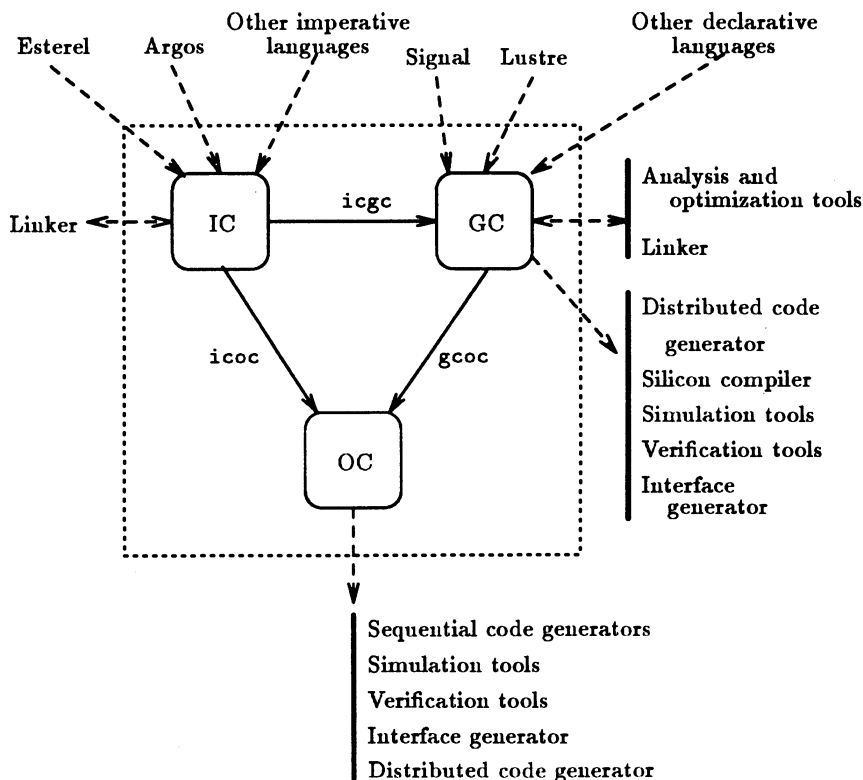 Other imperative
languages
Esterel
Argos
Signal
Lustre
Other declarative
languages
Analysis and
optimization tools
Linker
Linker
IC
icgc
GC
Distributed code
generator
Silicon compiler
Simulation tools
Verification tools
Interface
generator
icoc
gcoc
OC
Sequential code generators
Simulation tools
Verification tools
Interface generator
Distributed code generator